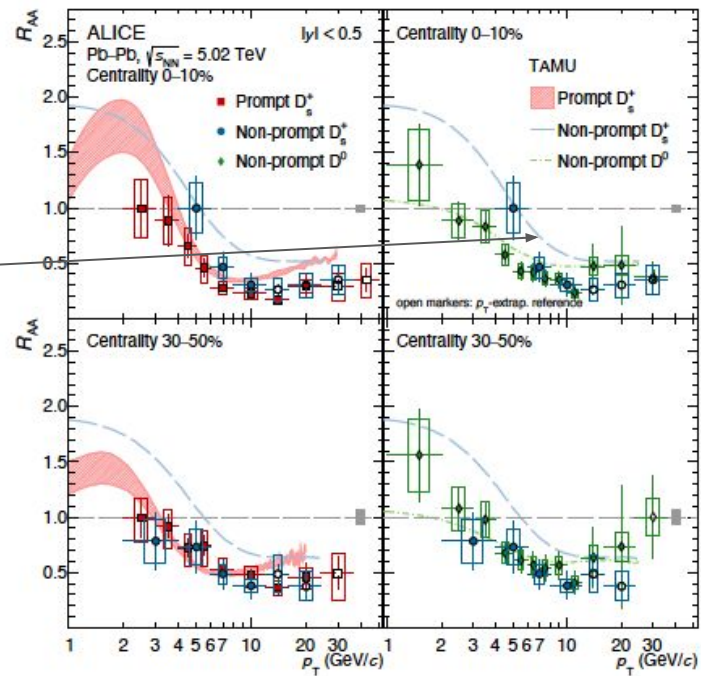 R_AA
ALICE |y| < 0.5
Pb–Pb, √s_NN = 5.02 TeV
Centrality 0–10%
Prompt D_s^+
Non-prompt D_s^+
Non-prompt D^0
2.5
2.0
1.5
1.0
0.5
Centrality 0–10%
TAMU
Prompt D_s^+
Non-prompt D_s^+
Non-prompt D^0
open markers: p_T-extrap. reference
R_AA
Centrality 30–50%
2.5
2.0
1.5
1.0
0.5
Centrality 30–50%
1 2 3 4 5 6 7 10 20 30
p_T (GeV/c)
1 2 3 4 5 6 7 10 20 30
p_T (GeV/c)